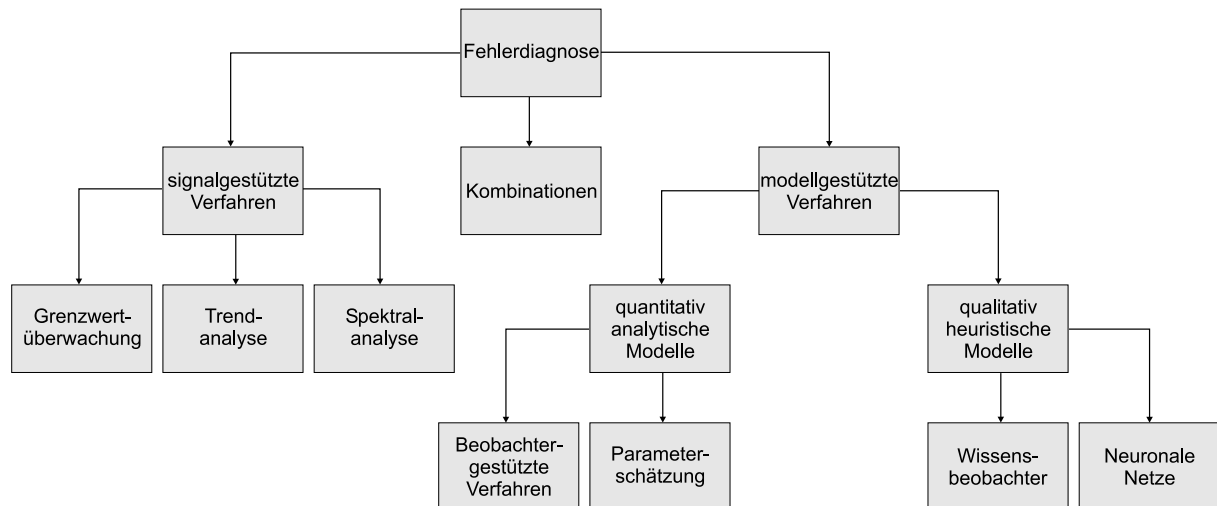 Fehlerdiagnose
signalgestützte
Verfahren
Kombinationen
modellgestützte
Verfahren
Grenzwert-
überwachung
Trend-
analyse
Spektral-
analyse
quantitativ
analytische
Modelle
qualitativ
heuristische
Modelle
Beobachter-
gestützte
Verfahren
Parameter-
schätzung
Wissens-
beobachter
Neuronale
Netze